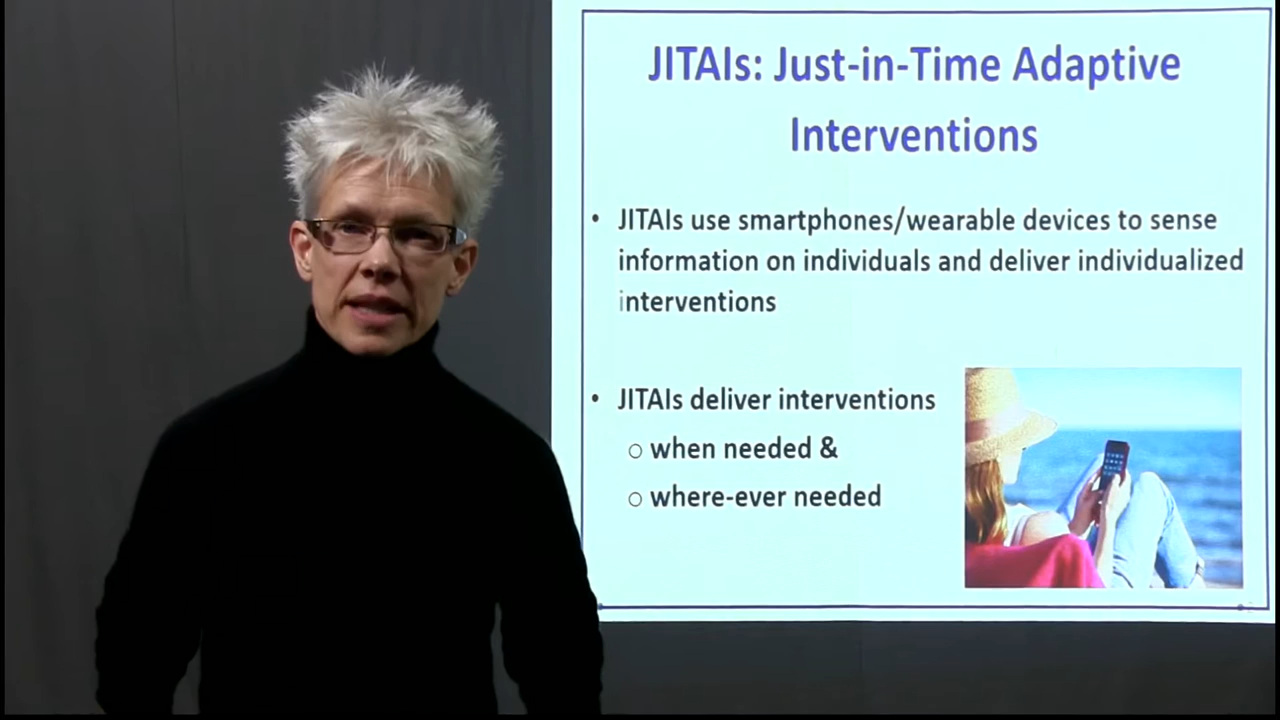 JITAIs: Just-in-Time Adaptive
Interventions
• JITAIs use smartphones/wearable devices to sense
information on individuals and deliver individualized
interventions
• JITAIs deliver interventions
○ when needed &
○ where-ever needed